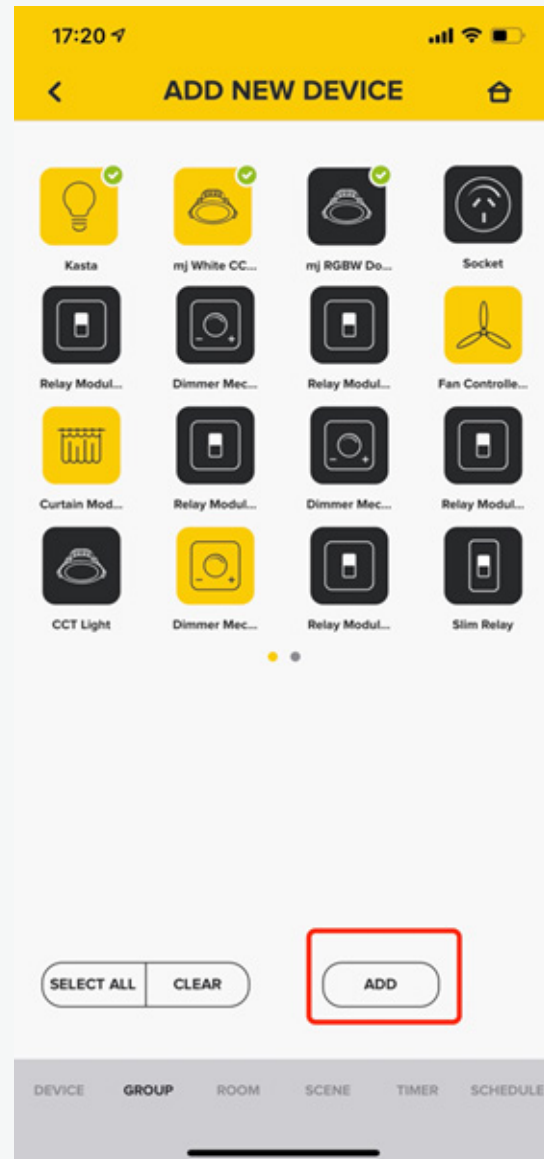 17:20
ADD NEW DEVICE
Kasta mj White CC... mj RGBW Do... Socket
Relay Modul... Dimmer Mec... Relay Modul... Fan Controlle...
Curtain Mod... Relay Modul... Dimmer Mec... Relay Modul...
CCT Light Dimmer Mec... Relay Modul... Slim Relay
SELECT ALL CLEAR ADD
DEVICE GROUP ROOM SCENE TIMER SCHEDULE